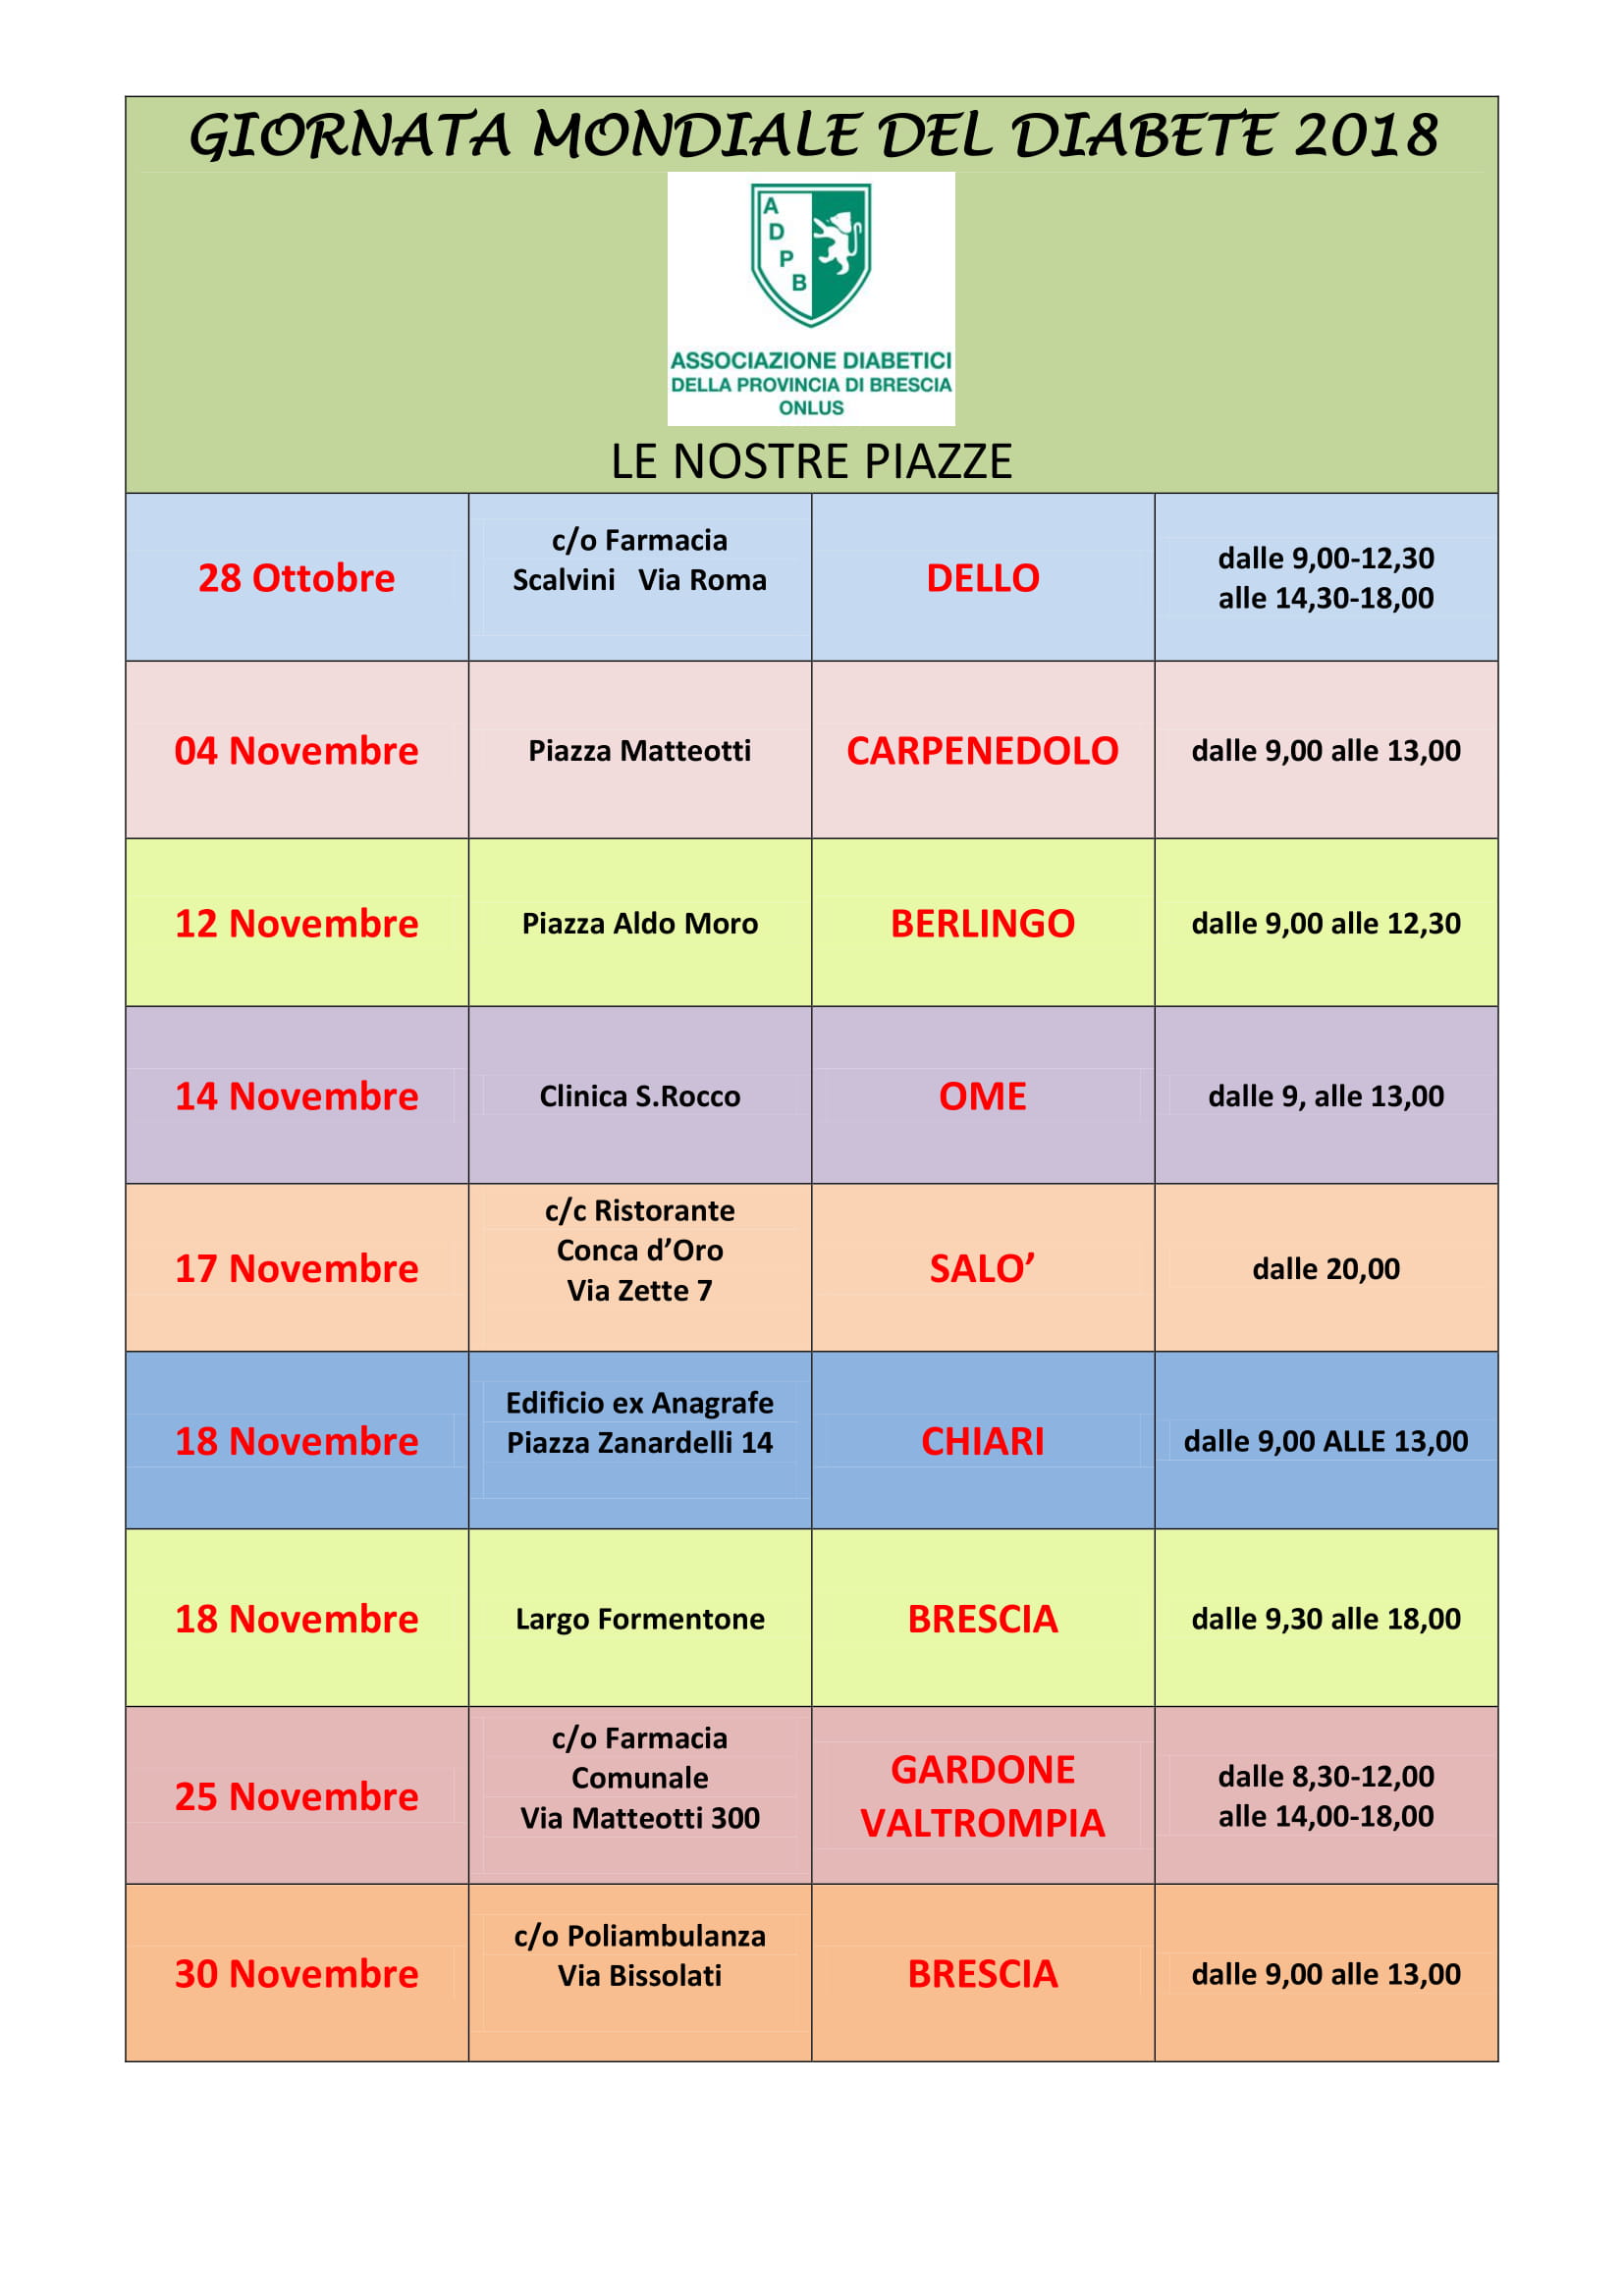 GIORNATA MONDIALE DEL DIABETE 2018
A
D
P
B
ASSOCIAZIONE DIABETICI
DELLA PROVINCIA DI BRESCIA
ONLUS
LE NOSTRE PIAZZE
28 Ottobre
c/o Farmacia
Scalvini Via Roma
DELLO
dalle 9,00-12,30
alle 14,30-18,00
04 Novembre
Piazza Matteotti
CARPENEDOLO
dalle 9,00 alle 13,00
12 Novembre
Piazza Aldo Moro
BERLINGO
dalle 9,00 alle 12,30
14 Novembre
Clinica S.Rocco
OME
dalle 9, alle 13,00
17 Novembre
c/c Ristorante
Conca d’Oro
Via Zette 7
SALO’
dalle 20,00
18 Novembre
Edificio ex Anagrafe
Piazza Zanardelli 14
CHIARI
dalle 9,00 ALLE 13,00
18 Novembre
Largo Formentone
BRESCIA
dalle 9,30 alle 18,00
25 Novembre
c/o Farmacia
Comunale
Via Matteotti 300
GARDONE
VALTROMPIA
dalle 8,30-12,00
alle 14,00-18,00
30 Novembre
c/o Poliambulanza
Via Bissolati
BRESCIA
dalle 9,00 alle 13,00